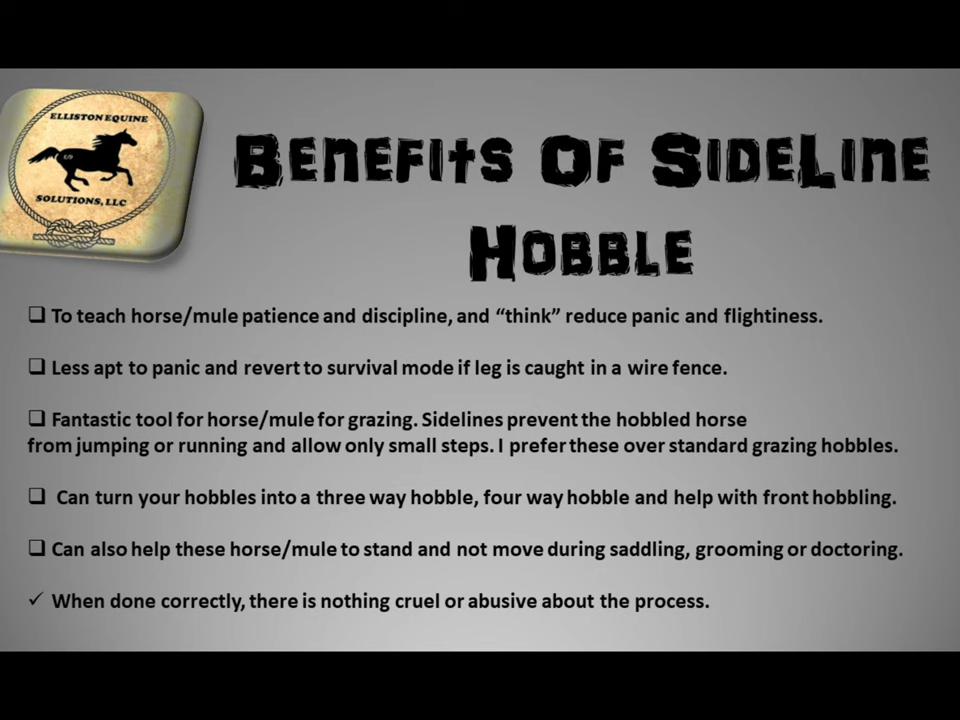 ELLISTON EQUINE
SOLUTIONS, LLC
Benefits Of SideLine
Hobble
❑ To teach horse/mule patience and discipline, and “think” reduce panic and flightiness.
❑ Less apt to panic and revert to survival mode if leg is caught in a wire fence.
❑ Fantastic tool for horse/mule for grazing. Sidelines prevent the hobbled horse
from jumping or running and allow only small steps. I prefer these over standard grazing hobbles.
❑ Can turn your hobbles into a three way hobble, four way hobble and help with front hobbling.
❑ Can also help these horse/mule to stand and not move during saddling, grooming or doctoring.
✓ When done correctly, there is nothing cruel or abusive about the process.